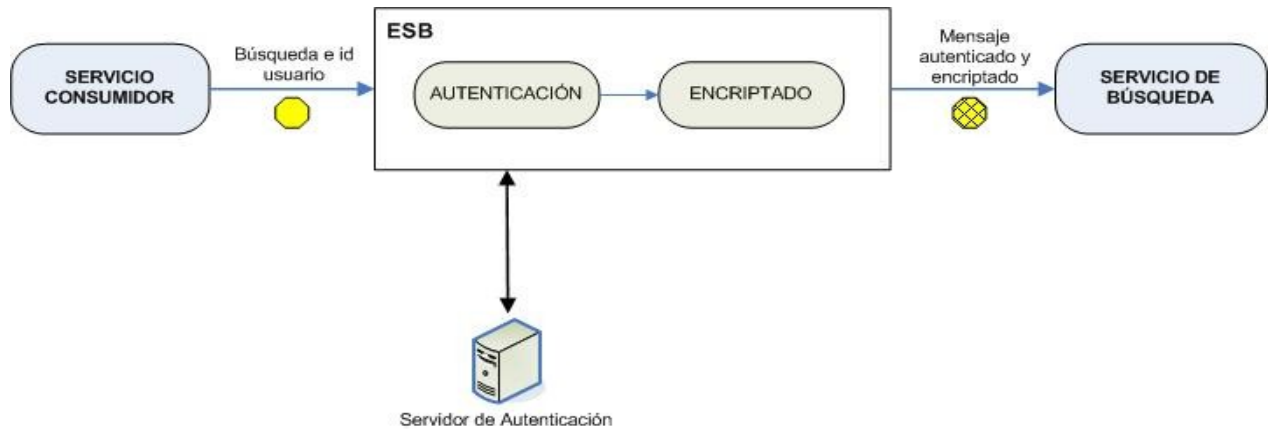 ESB
SERVICIO
CONSUMIDOR
Búsqueda e id
usuario
AUTENTICACIÓN
ENCRIPTADO
Mensaje
autenticado y
encriptado
SERVICIO DE
BÚSQUEDA
Servidor de Autenticación